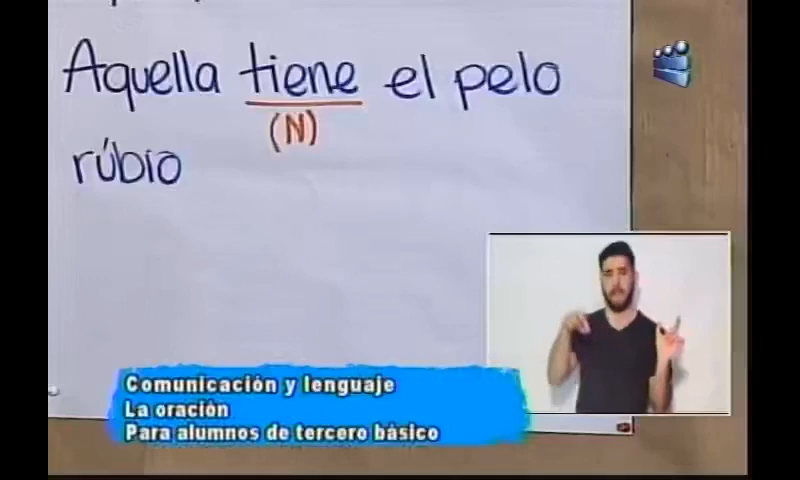 Aquella tiene el pelo
(N)
rúbio
Comunicación y lenguaje
La oración
Para alumnos de tercero básico